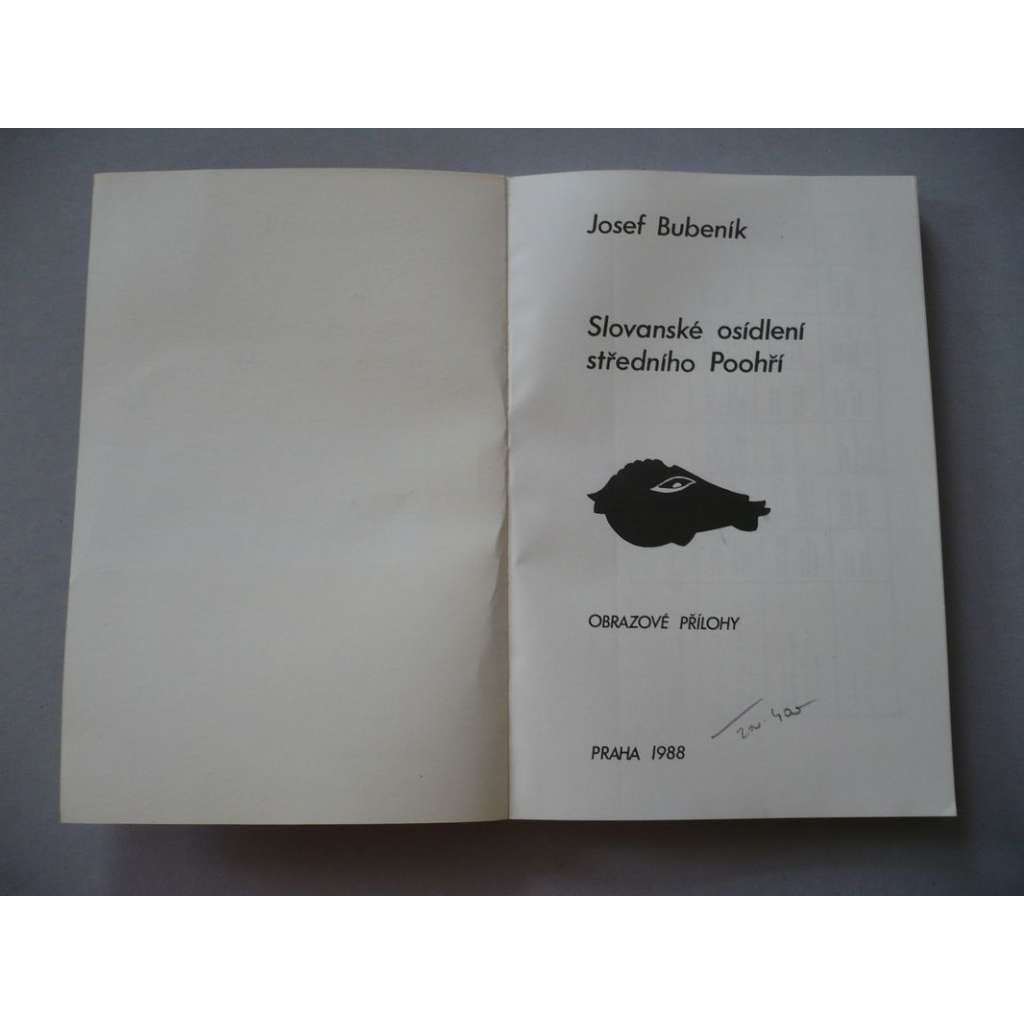 Josef Bubeník
Slovanské osídlení
středního Poohří
OBRAZOVÉ PŘÍLOHY
PRAHA 1988